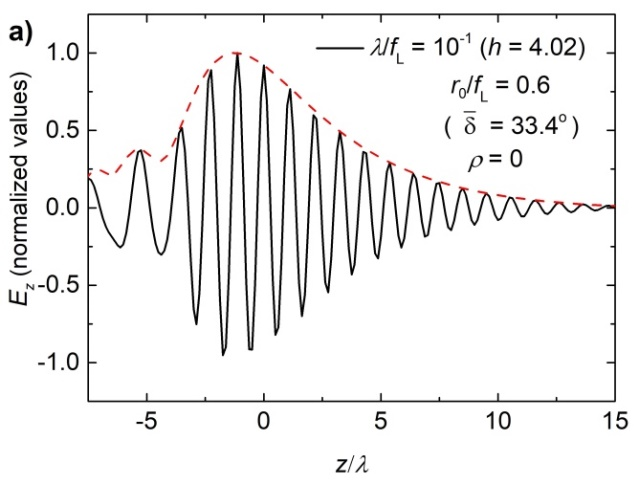 a)
λ/f_L = 10⁻¹ (h = 4.02)
r₀/f_L = 0.6
( δ̅ = 33.4°)
ρ = 0
E_z (normalized values)
1.0
0.5
0.0
-0.5
-1.0
-5 0 5 10 15
z/λ